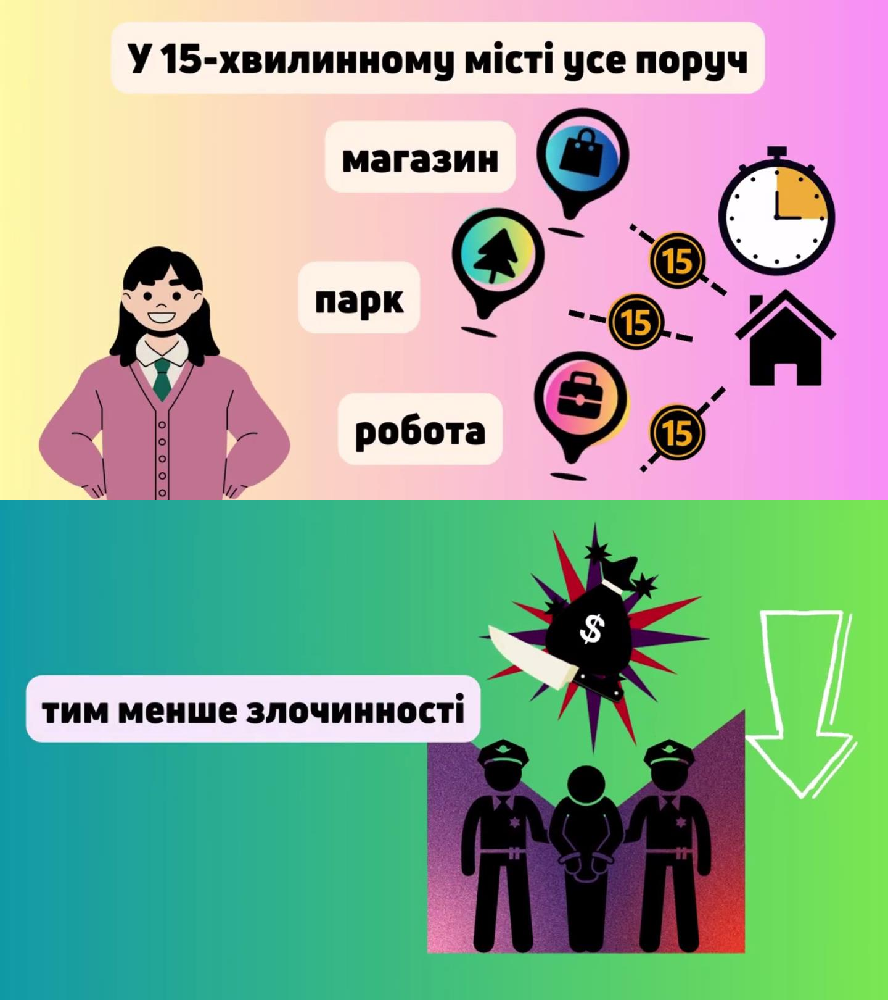 У 15-хвилинному місті усе поруч
магазин
15
парк
15
робота
15
$
тим менше злочинності